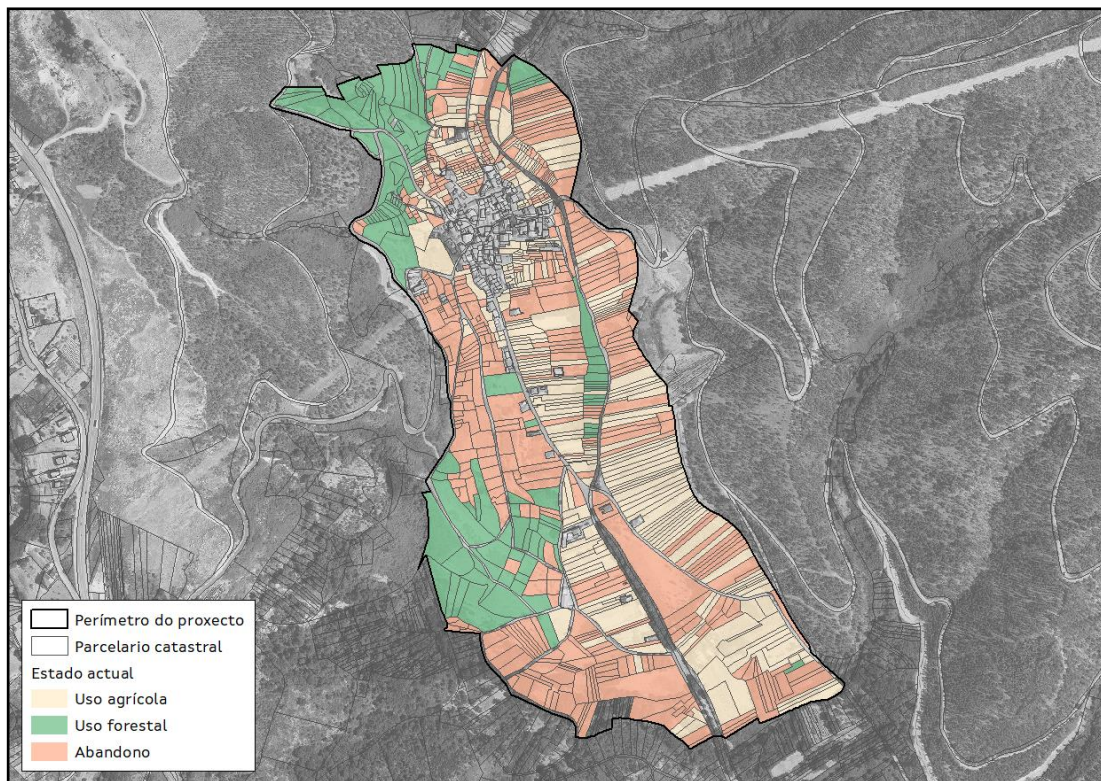 Perímetro do proxecto
Parcelario catastral
Estado actual
Uso agrícola
Uso forestal
Abandono